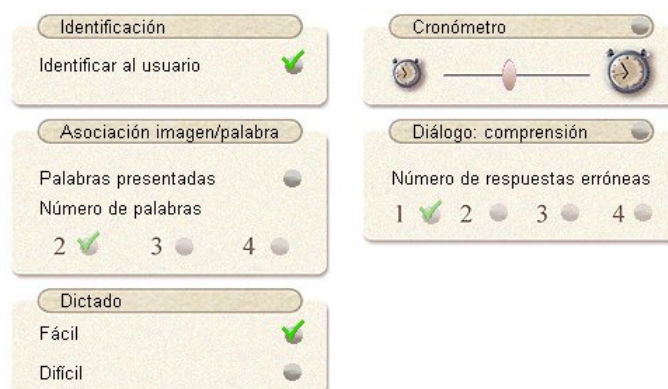 Identificación
Identificar al usuario
Asociación imagen/palabra
Palabras presentadas
Número de palabras
2 3 4
Dictado
Fácil
Difícil
Cronómetro
Diálogo: comprensión
Número de respuestas erróneas
1 2 3 4